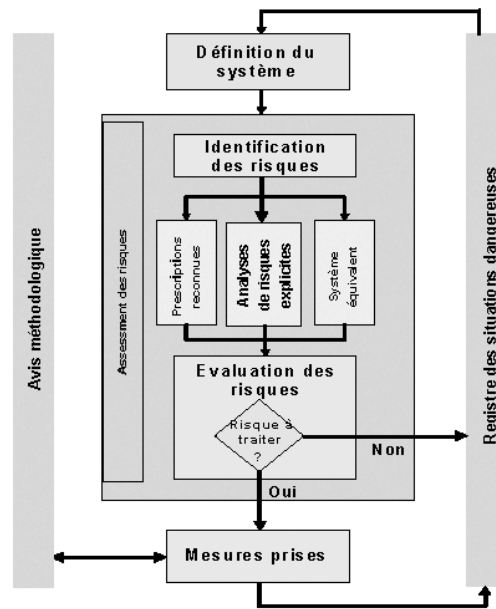 Définition du
système
Avis méthodologique
Assessment des risques
Identification
des risques
Prescriptions
reconnues
Analyses
de risques
explicites
Système
équivalent
Evaluation des
risques
Risque à
traiter
?
Non
Oui
Mesures prises
Registre des situations dangereuses